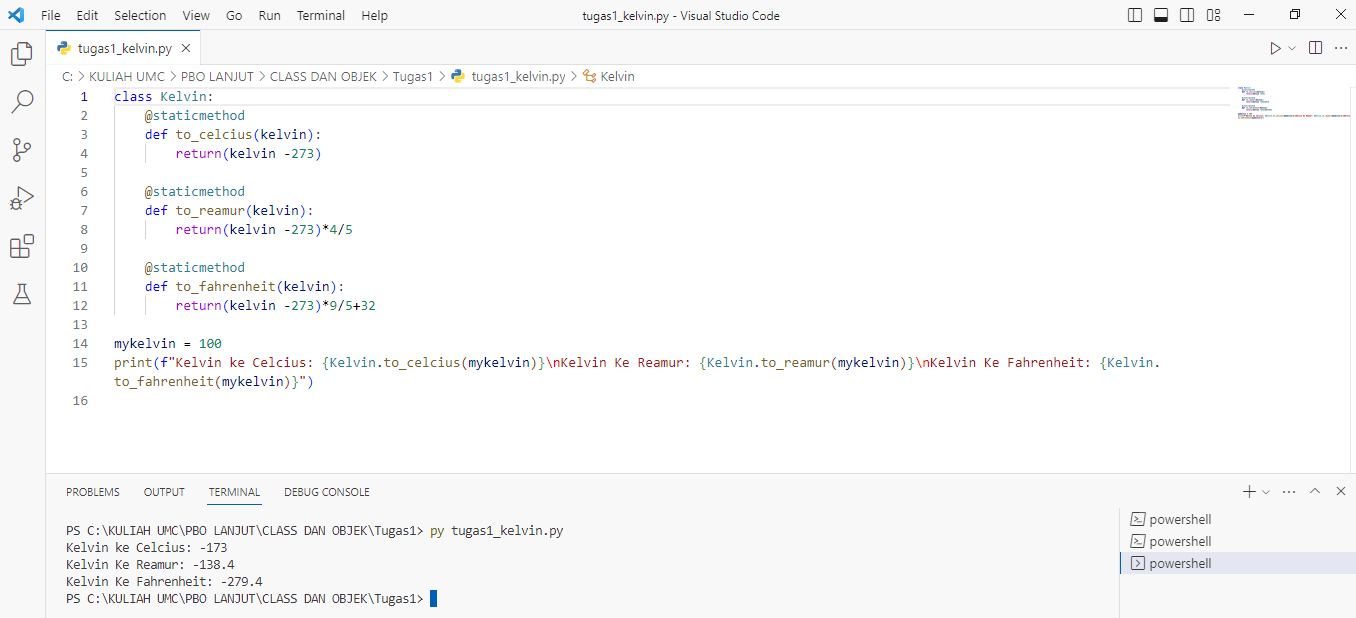 File Edit Selection View Go Run Terminal Help tugas1_kelvin.py - Visual Studio Code
tugas1_kelvin.py
C: > KULIAH UMC > PBO LANJUT > CLASS DAN OBJEK > Tugas1 > tugas1_kelvin.py > Kelvin
1 class Kelvin:
2     @staticmethod
3     def to_celcius(kelvin):
4         return(kelvin -273)
5
6     @staticmethod
7     def to_reamur(kelvin):
8         return(kelvin -273)*4/5
9
10     @staticmethod
11     def to_fahrenheit(kelvin):
12         return(kelvin -273)*9/5+32
13
14 mykelvin = 100
15 print(f"Kelvin ke Celcius: {Kelvin.to_celcius(mykelvin)}\nKelvin Ke Reamur: {Kelvin.to_reamur(mykelvin)}\nKelvin Ke Fahrenheit: {Kelvin.
to_fahrenheit(mykelvin)}")
16
PROBLEMS OUTPUT TERMINAL DEBUG CONSOLE
PS C:\KULIAH UMC\PBO LANJUT\CLASS DAN OBJEK\Tugas1> py tugas1_kelvin.py
Kelvin ke Celcius: -173
Kelvin Ke Reamur: -138.4
Kelvin Ke Fahrenheit: -279.4
PS C:\KULIAH UMC\PBO LANJUT\CLASS DAN OBJEK\Tugas1>
powershell
powershell
powershell